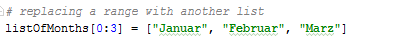 # replacing a range with another list
listOfMonths[0:3] = ["Januar", "Februar", "Marz"]